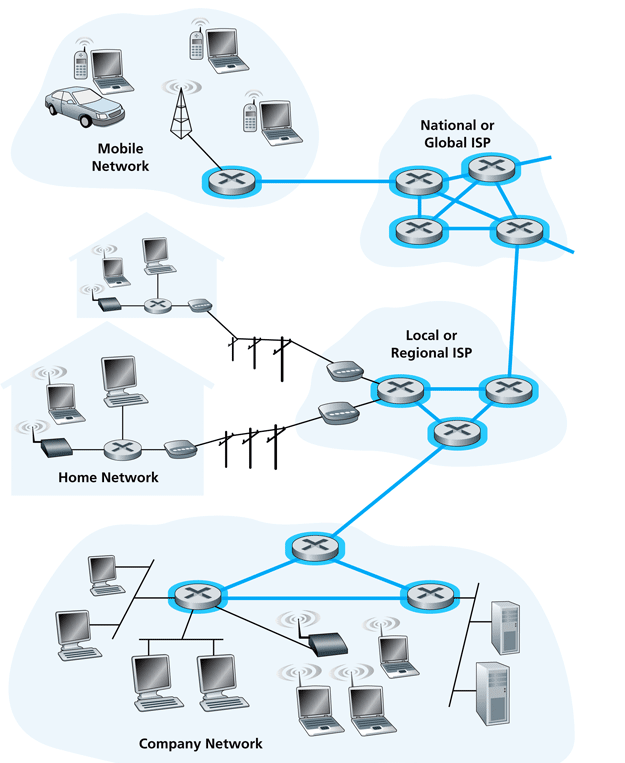 Mobile
Network
National or
Global ISP
Local or
Regional ISP
Home Network
Company Network